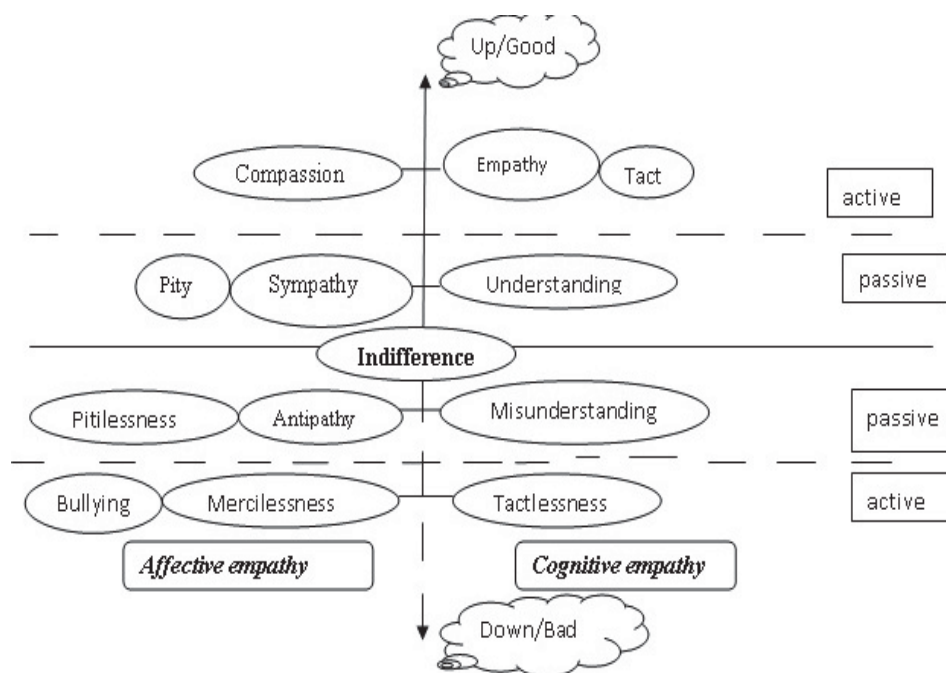 Up/Good
Compassion
Empathy
Tact
active
Pity
Sympathy
Understanding
passive
Indifference
Pitilessness
Antipathy
Misunderstanding
passive
Bullying
Mercilessness
Tactlessness
active
Affective empathy
Cognitive empathy
Down/Bad